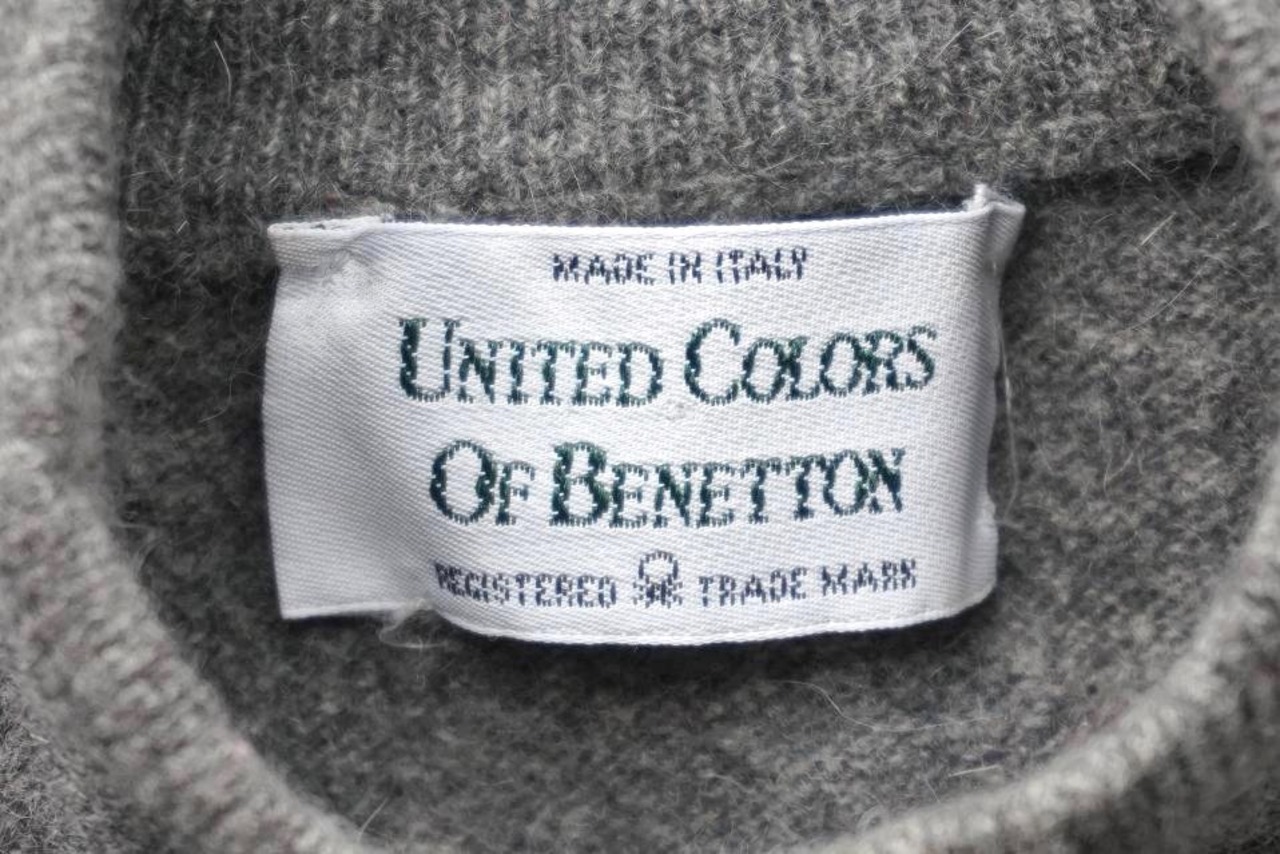 MADE IN ITALY
UNITED COLORS
OF BENETTON
REGISTERED TRADE MARK